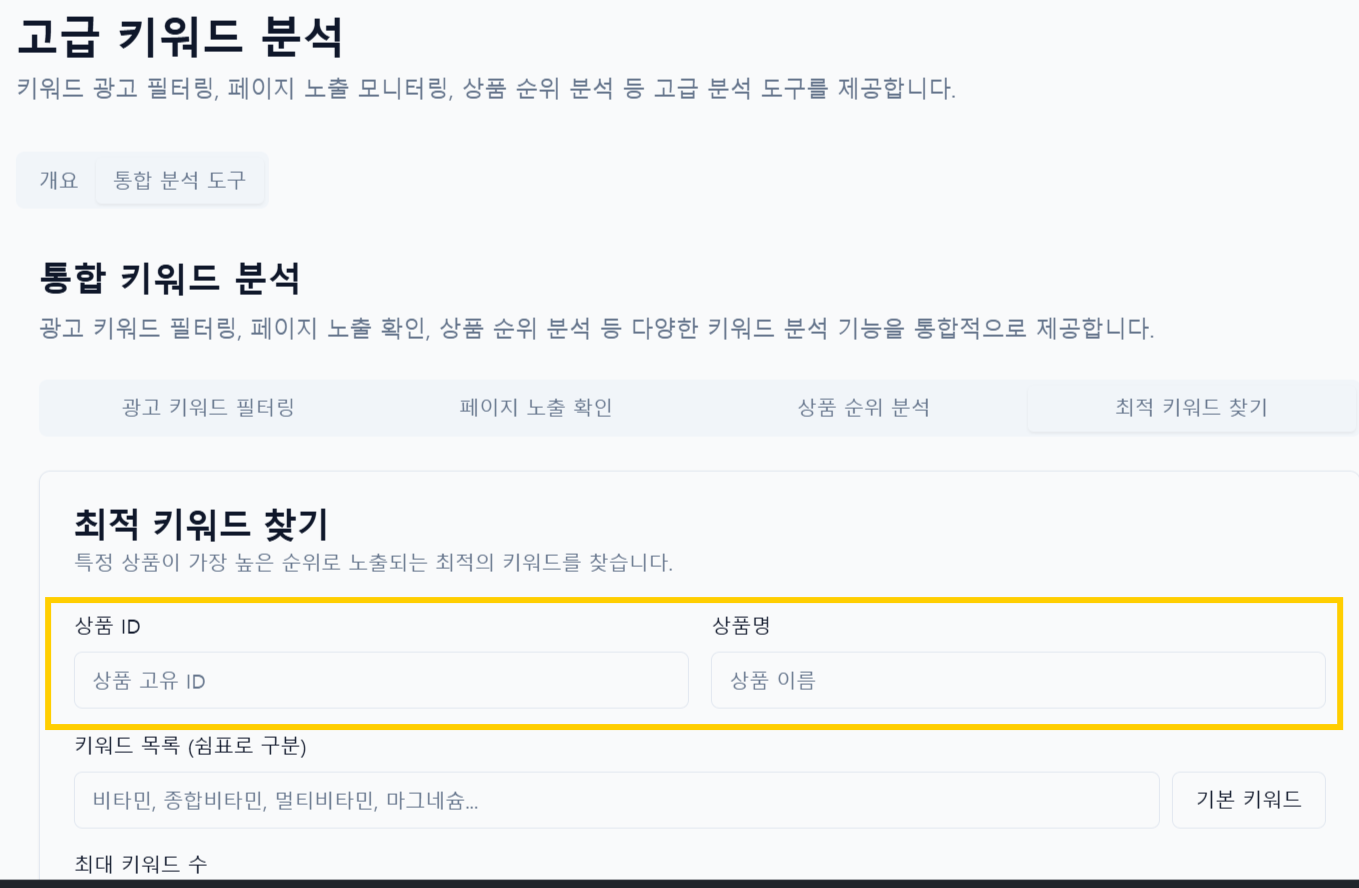 고급 키워드 분석
키워드 광고 필터링, 페이지 노출 모니터링, 상품 순위 분석 등 고급 분석 도구를 제공합니다.
개요 통합 분석 도구
통합 키워드 분석
광고 키워드 필터링, 페이지 노출 확인, 상품 순위 분석 등 다양한 키워드 분석 기능을 통합적으로 제공합니다.
광고 키워드 필터링 페이지 노출 확인 상품 순위 분석 최적 키워드 찾기
최적 키워드 찾기
특정 상품이 가장 높은 순위로 노출되는 최적의 키워드를 찾습니다.
상품 ID 상품명
상품 고유 ID 상품 이름
키워드 목록 (쉼표로 구분)
비타민, 종합비타민, 멀티비타민, 마그네슘... 기본 키워드
최대 키워드 수